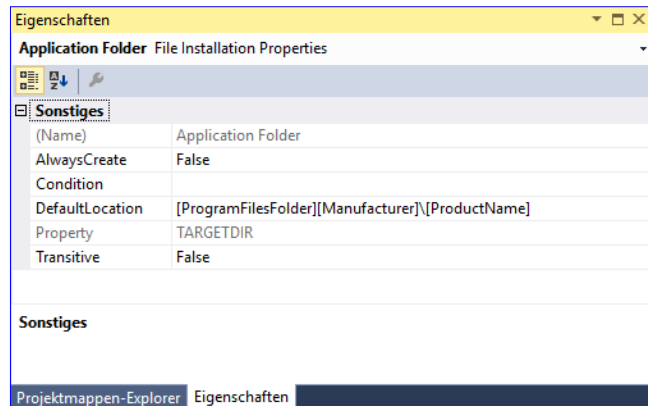 Eigenschaften
Application Folder File Installation Properties
Sonstiges
(Name) Application Folder
AlwaysCreate False
Condition
DefaultLocation [ProgramFilesFolder][Manufacturer]\[ProductName]
Property TARGETDIR
Transitive False
Sonstiges
Projektmappen-Explorer Eigenschaften